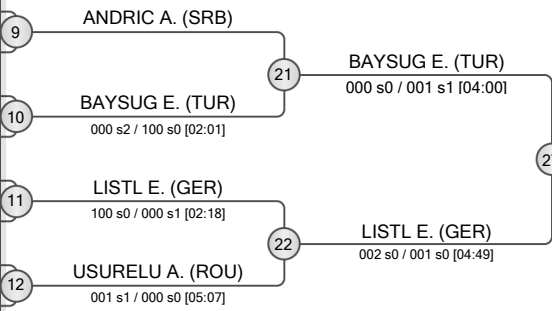 9
ANDRIC A. (SRB)
10
BAYSUG E. (TUR)
000 s2 / 100 s0 [02:01]
21
BAYSUG E. (TUR)
000 s0 / 001 s1 [04:00]
11
LISTL E. (GER)
100 s0 / 000 s1 [02:18]
12
USURELU A. (ROU)
001 s1 / 000 s0 [05:07]
22
LISTL E. (GER)
002 s0 / 001 s0 [04:49]